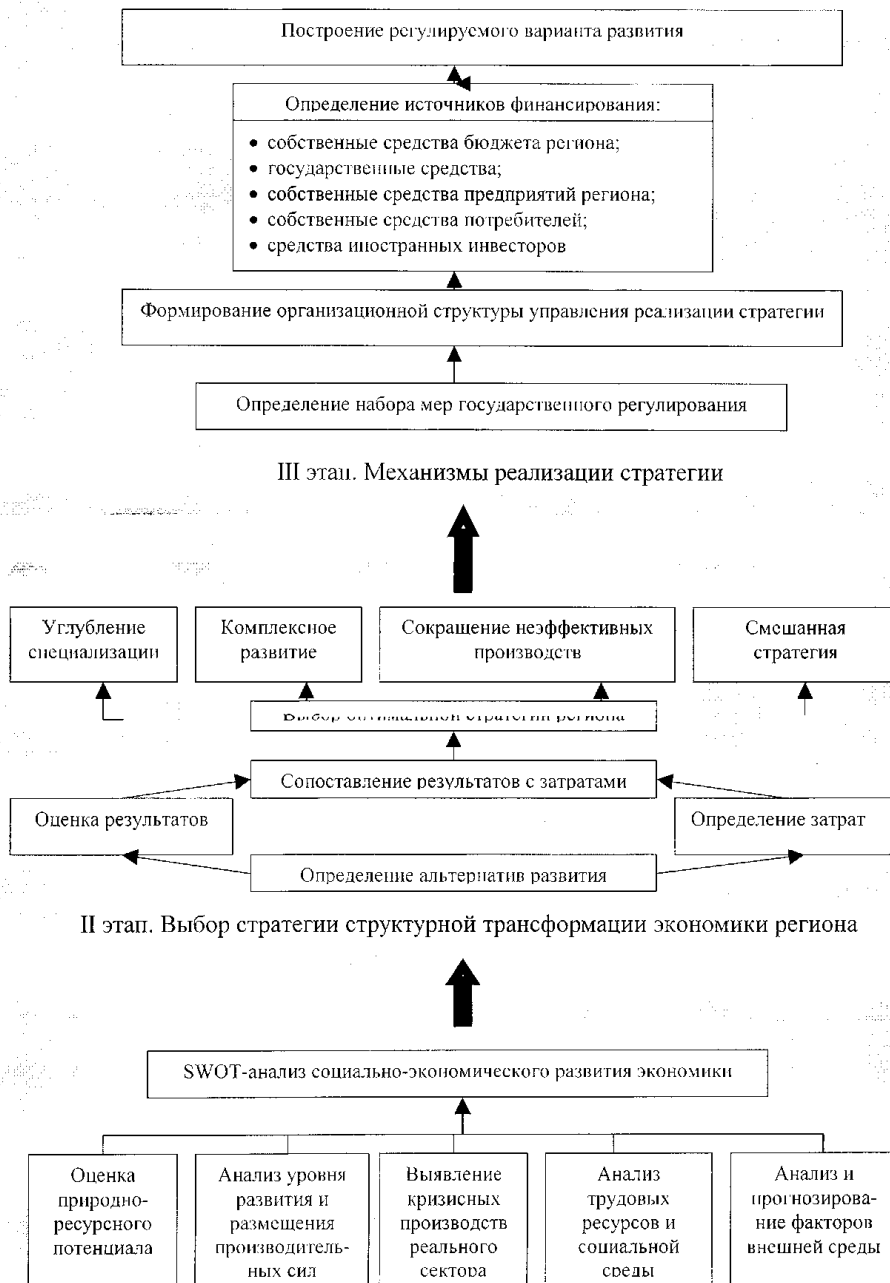 Построение регулируемого варианта развития
Определение источников финансирования:
• собственные средства бюджета региона;
• государственные средства;
• собственные средства предприятий региона;
• собственные средства потребителей;
• средства иностранных инвесторов
Формирование организационной структуры управления реализации стратегии
Определение набора мер государственного регулирования
III этап. Механизмы реализации стратегии
Углубление
специализации
Комплексное
развитие
Сокращение неэффективных
производств
Смешанная
стратегия
Выбор оптимальной стратегии региона
Сопоставление результатов с затратами
Оценка результатов
Определение затрат
Определение альтернатив развития
II этап. Выбор стратегии структурной трансформации экономики региона
SWOT-анализ социально-экономического развития экономики
Оценка
природно-
ресурсного
потенциала
Анализ уровня
развития и
размещения
производитель-
ных сил
Выявление
кризисных
производств
реального
сектора
Анализ
трудовых
ресурсов и
социальной
среды
Анализ и
прогнозирова-
ние факторов
внешней среды